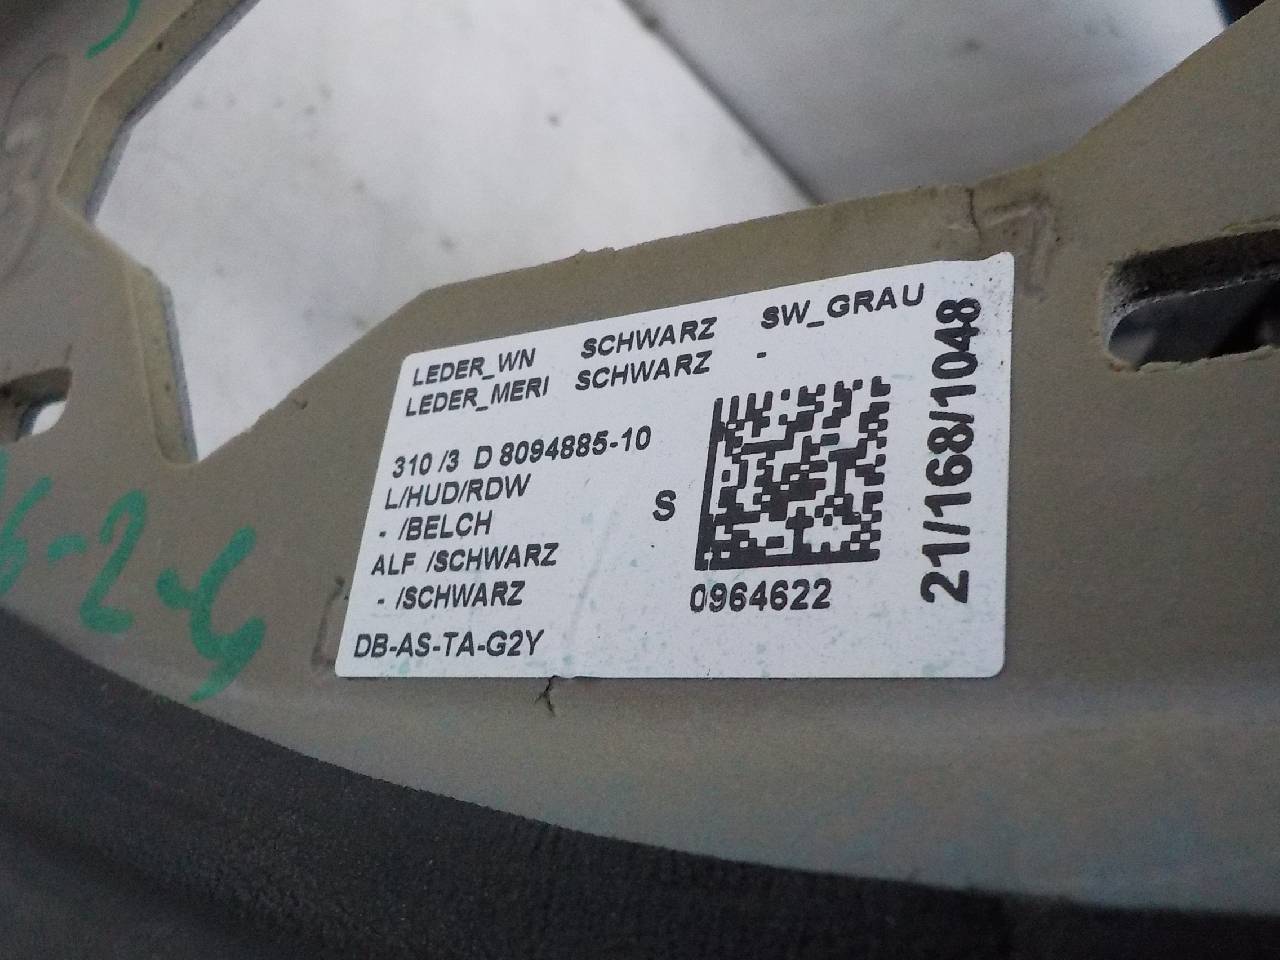 LEDER_WN SCHWARZ SW_GRAU
LEDER_MERI SCHWARZ -
310 /3 D 8094885-10
L/HUD/RDW
- /BELCH
ALF /SCHWARZ
- /SCHWARZ
DB-AS-TA-G2Y
S
0964622
21/168/1048